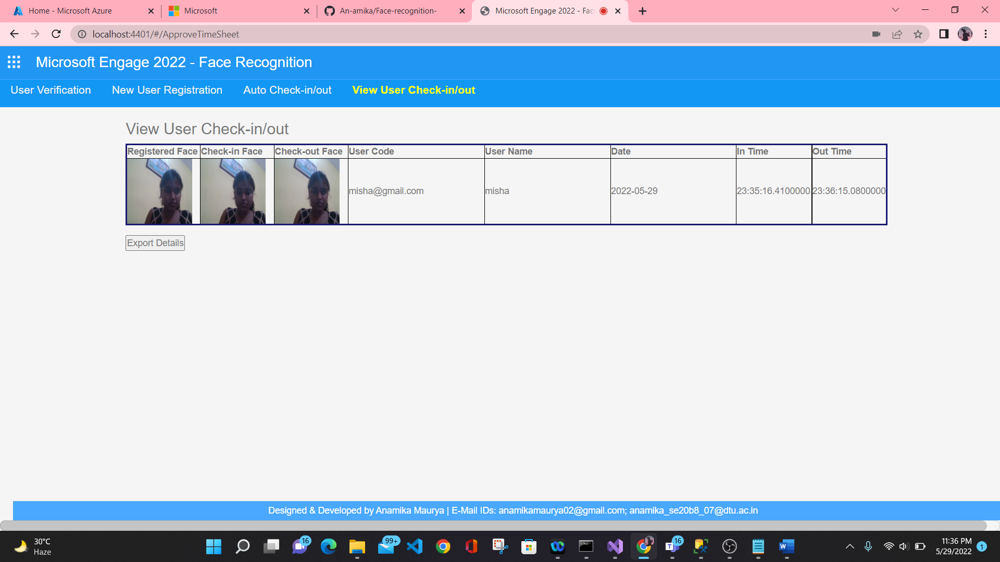 Home - Microsoft Azure
Microsoft
An-amika/Face-recognition-
Microsoft Engage 2022 - Fac
localhost:4401/#/ApproveTimeSheet
Microsoft Engage 2022 - Face Recognition
User Verification New User Registration Auto Check-in/out View User Check-in/out
View User Check-in/out
Registered Face Check-in Face Check-out Face User Code User Name Date In Time Out Time
misha@gmail.com misha 2022-05-29 23:35:16.4100000 23:36:15.0800000
Export Details
Designed & Developed by Anamika Maurya | E-Mail IDs: anamikamaurya02@gmail.com; anamika_se20b8_07@dtu.ac.in
30°C
Haze
16
99+
16
11:36 PM
5/29/2022
1